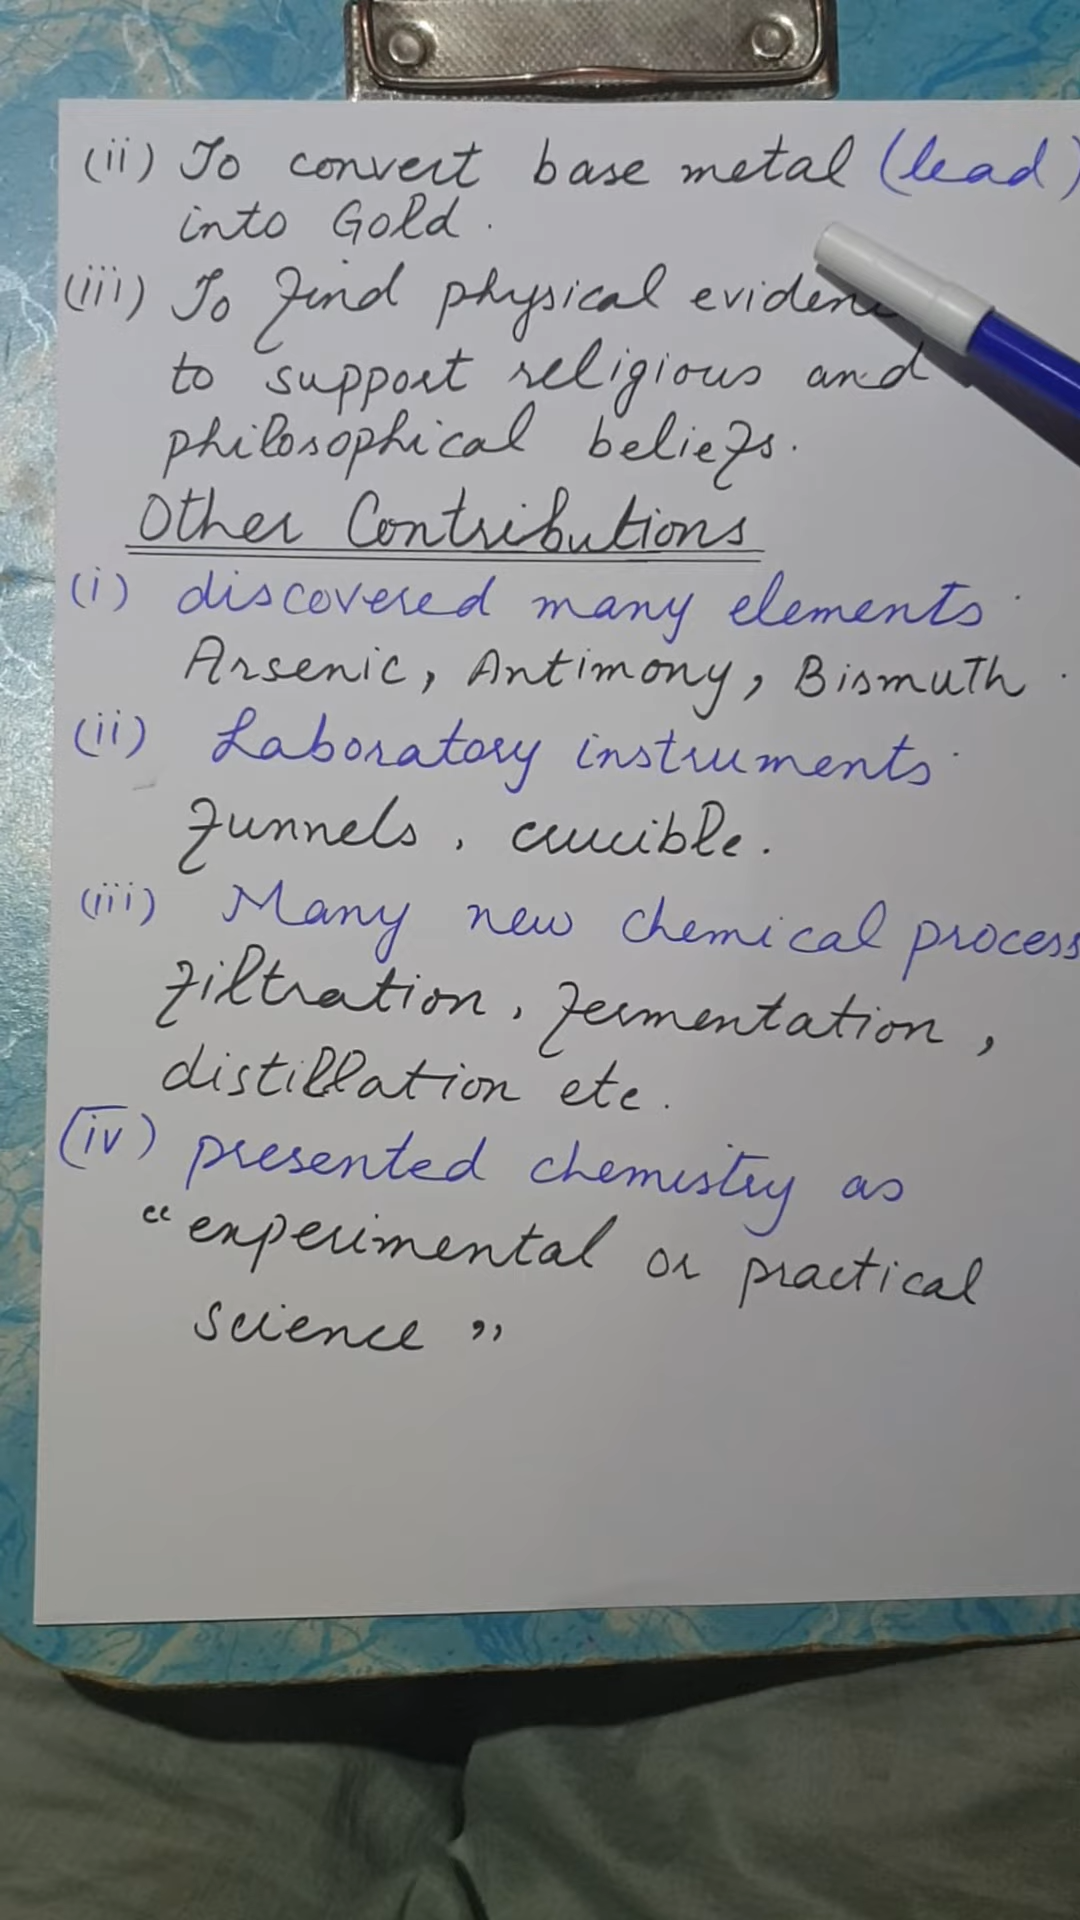 (ii) To convert base metal (lead)
into Gold.
(iii) To find physical eviden
to support religious and
philosophical beliefs.
Other Contributions
(i) discovered many elements
Arsenic, Antimony, Bismuth.
(ii) Laboratory instruments
funnels, crucible.
(iii) Many new chemical process
filtration, fermentation,
distillation etc.
(iv) presented chemistry as
“experimental or practical
science”